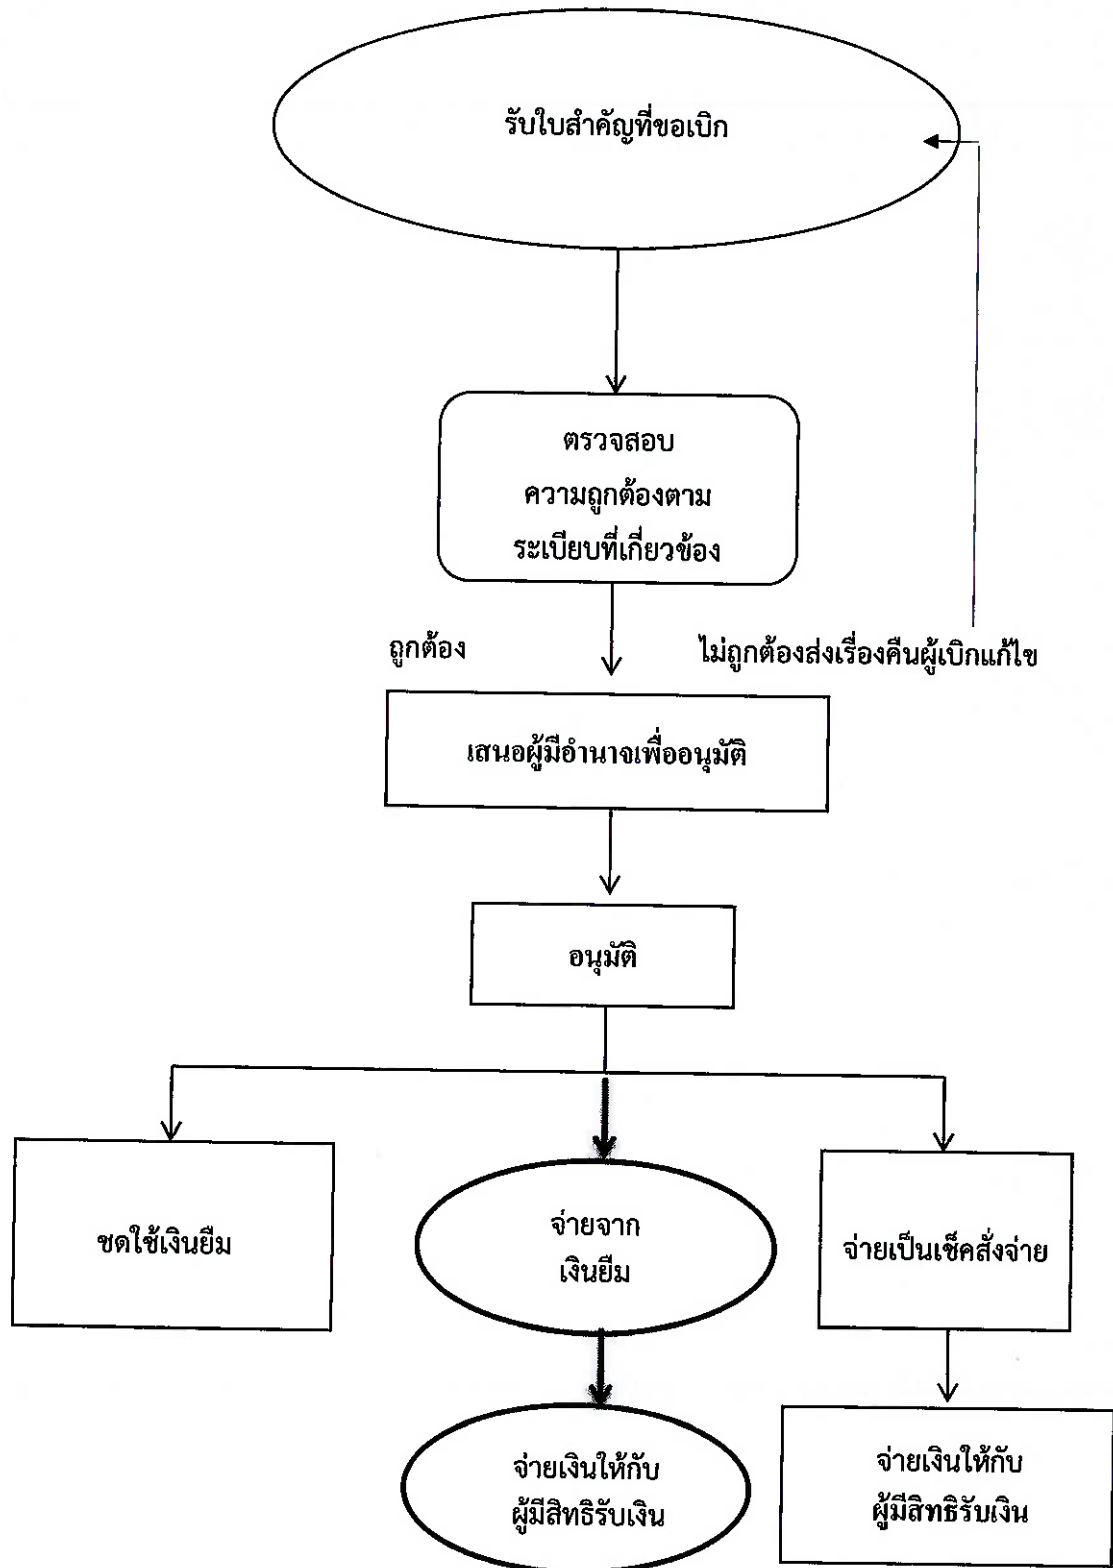 รับใบสำคัญที่ขอเบิก
ตรวจสอบ
ความถูกต้องตาม
ระเบียบที่เกี่ยวข้อง
ถูกต้อง
ไม่ถูกต้องส่งเรื่องคืนผู้เบิกแก้ไข
เสนอผู้มีอำนาจเพื่ออนุมัติ
อนุมัติ
ชดใช้เงินยืม
จ่ายจาก
เงินยืม
จ่ายเป็นเช็คสั่งจ่าย
จ่ายเงินให้กับ
ผู้มีสิทธิรับเงิน
จ่ายเงินให้กับ
ผู้มีสิทธิรับเงิน